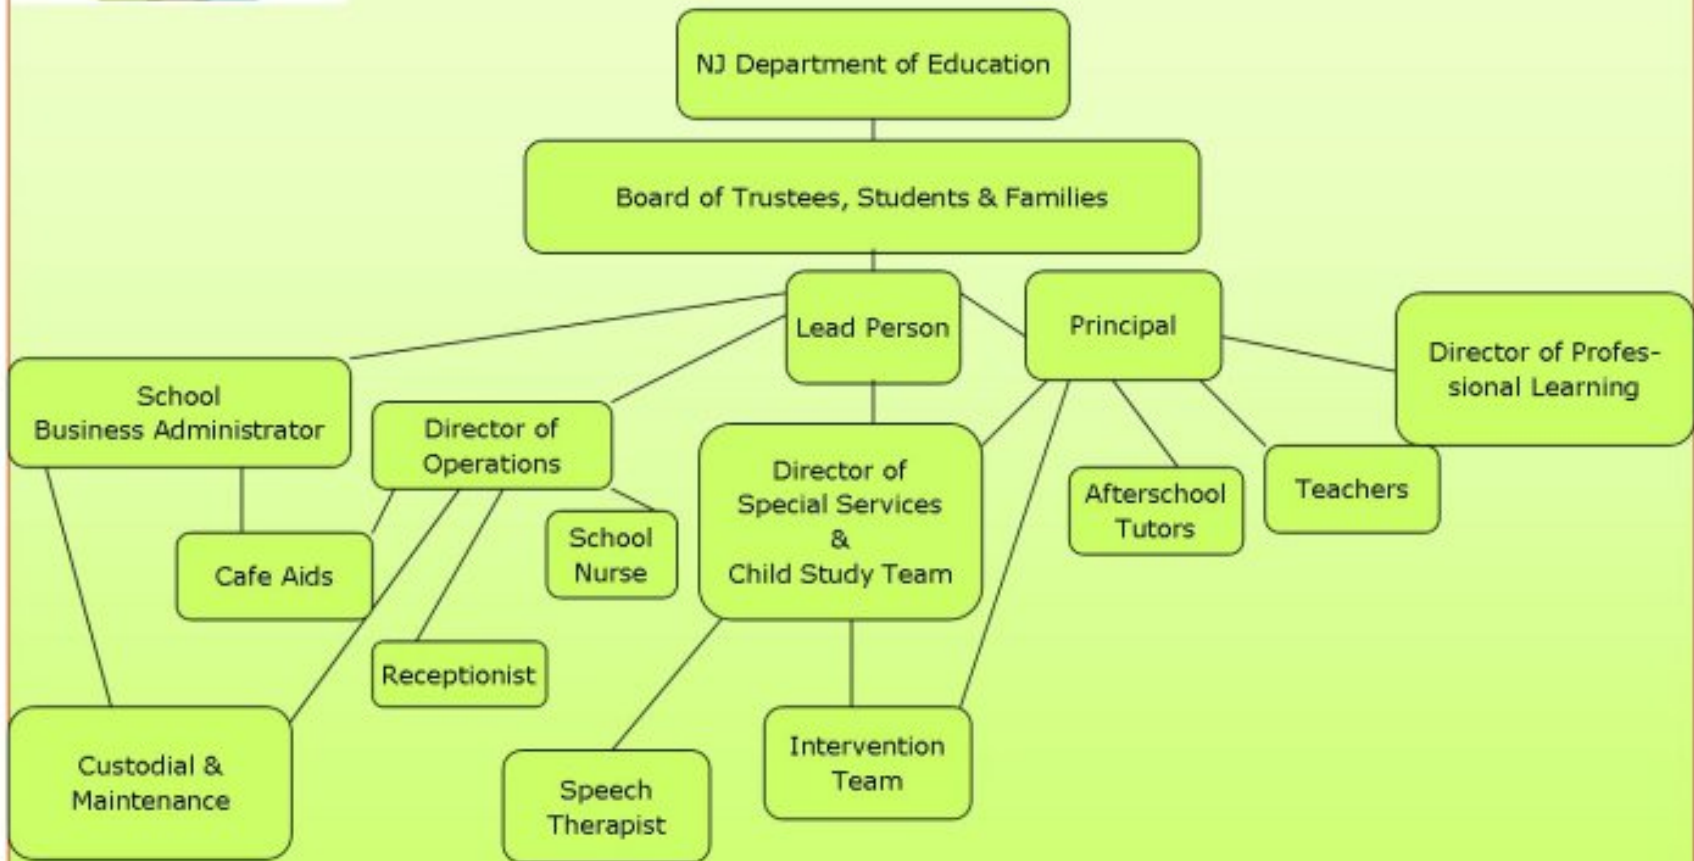 NJ Department of Education
Board of Trustees, Students & Families
Lead Person
Principal
Director of Profes-
sional Learning
School
Business Administrator
Director of
Operations
Director of
Special Services
&
Child Study Team
Afterschool
Tutors
Teachers
School
Nurse
Cafe Aids
Receptionist
Custodial &
Maintenance
Speech
Therapist
Intervention
Team